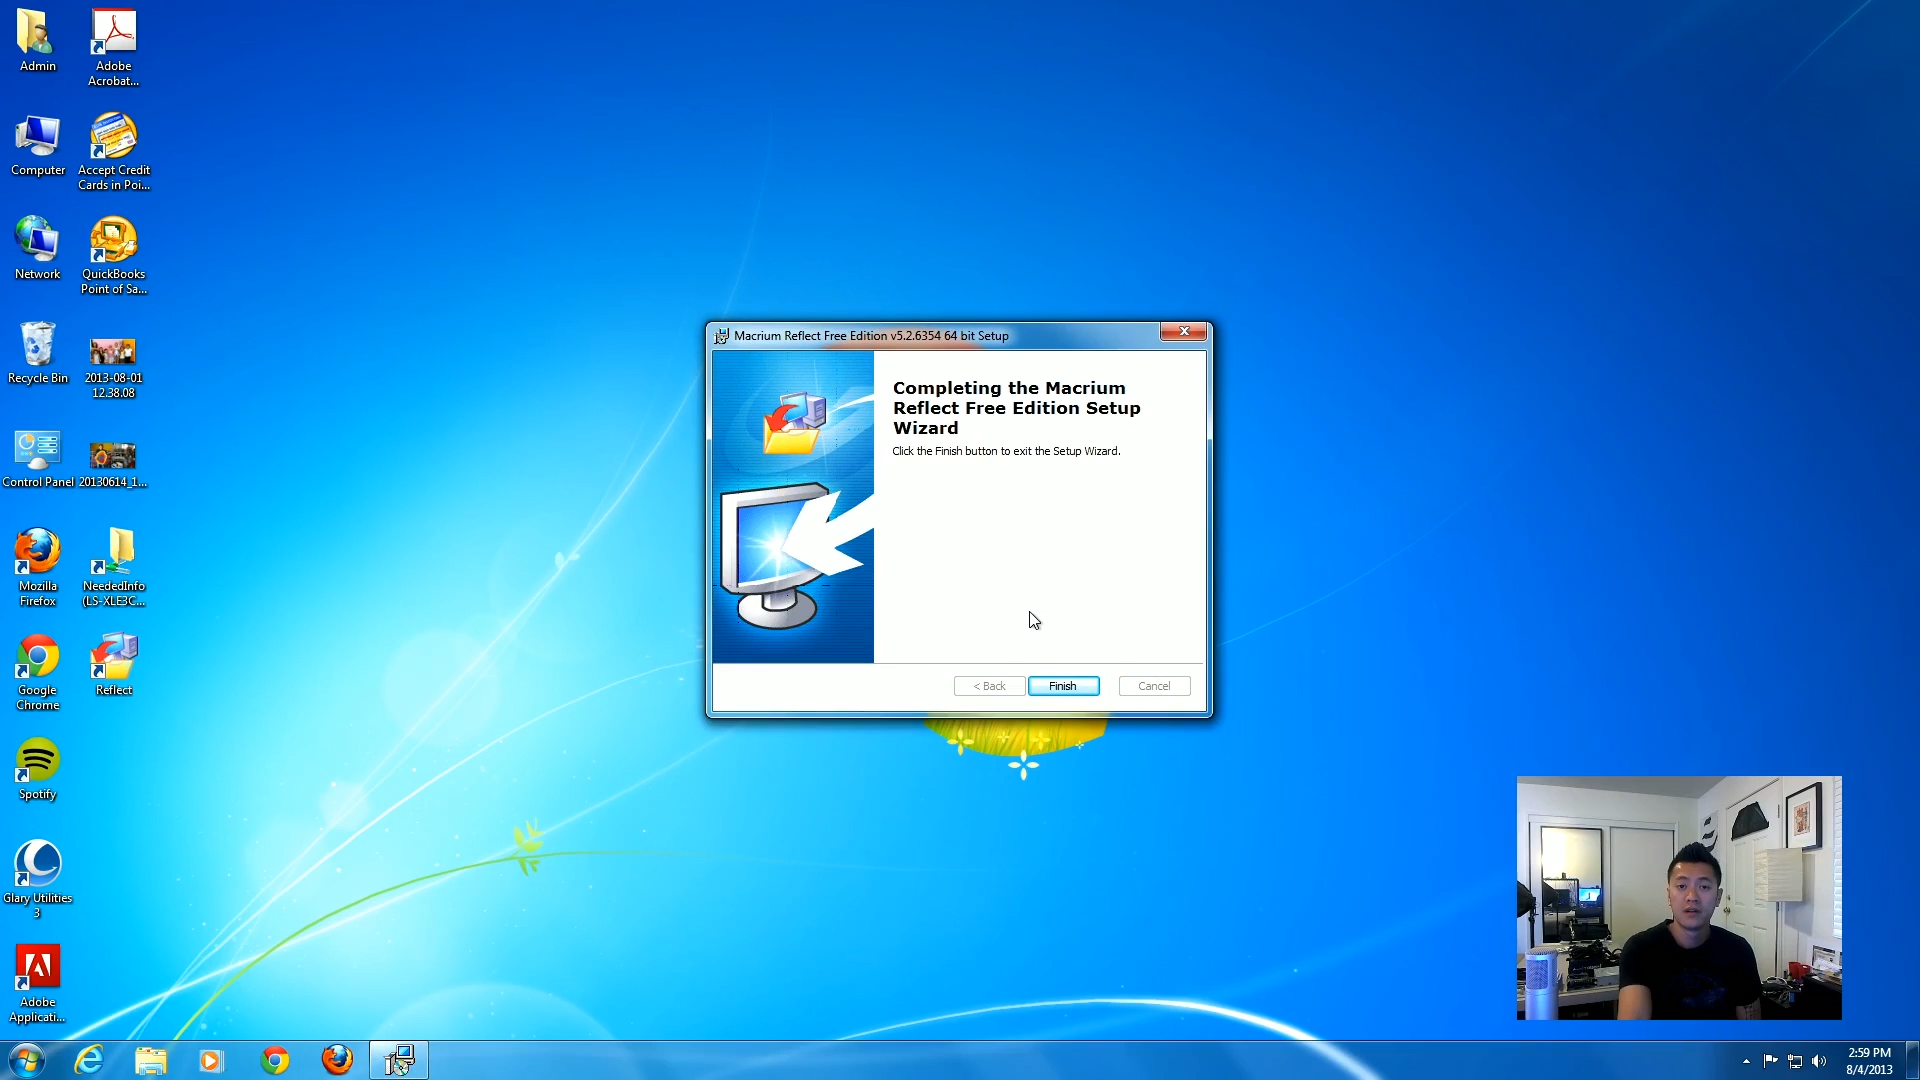 Admin
Adobe
Acrobat...
Computer
Accept Credit
Cards in Poi...
Network
QuickBooks
Point of Sa...
Recycle Bin
2013-08-01
12.38.08
Control Panel
20130614_1...
Mozilla
Firefox
NeededInfo
(LS-XLE3C...
Google
Chrome
Reflect
Spotify
Glary Utilities
3
Adobe
Applicati...
Macrium Reflect Free Edition v5.2.6354 64 bit Setup
Completing the Macrium
Reflect Free Edition Setup
Wizard
Click the Finish button to exit the Setup Wizard.
< Back
Finish
Cancel
2:59 PM
8/4/2013